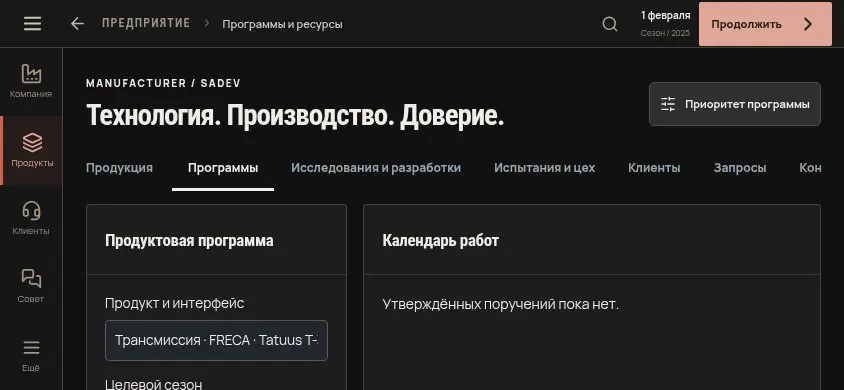 ПРЕДПРИЯТИЕ
Программы и ресурсы
1 февраля
Сезон / 2025
Продолжить
Компания
Продукты
Клиенты
Совет
Ещё
MANUFACTURER / SADEV
Технология. Производство. Доверие.
Приоритет программы
Продукция
Программы
Исследования и разработки
Испытания и цех
Клиенты
Запросы
Кон
Продуктовая программа
Продукт и интерфейс
Трансмиссия · FRECA · Tatuus T-
Целевой сезон
Календарь работ
Утверждённых поручений пока нет.